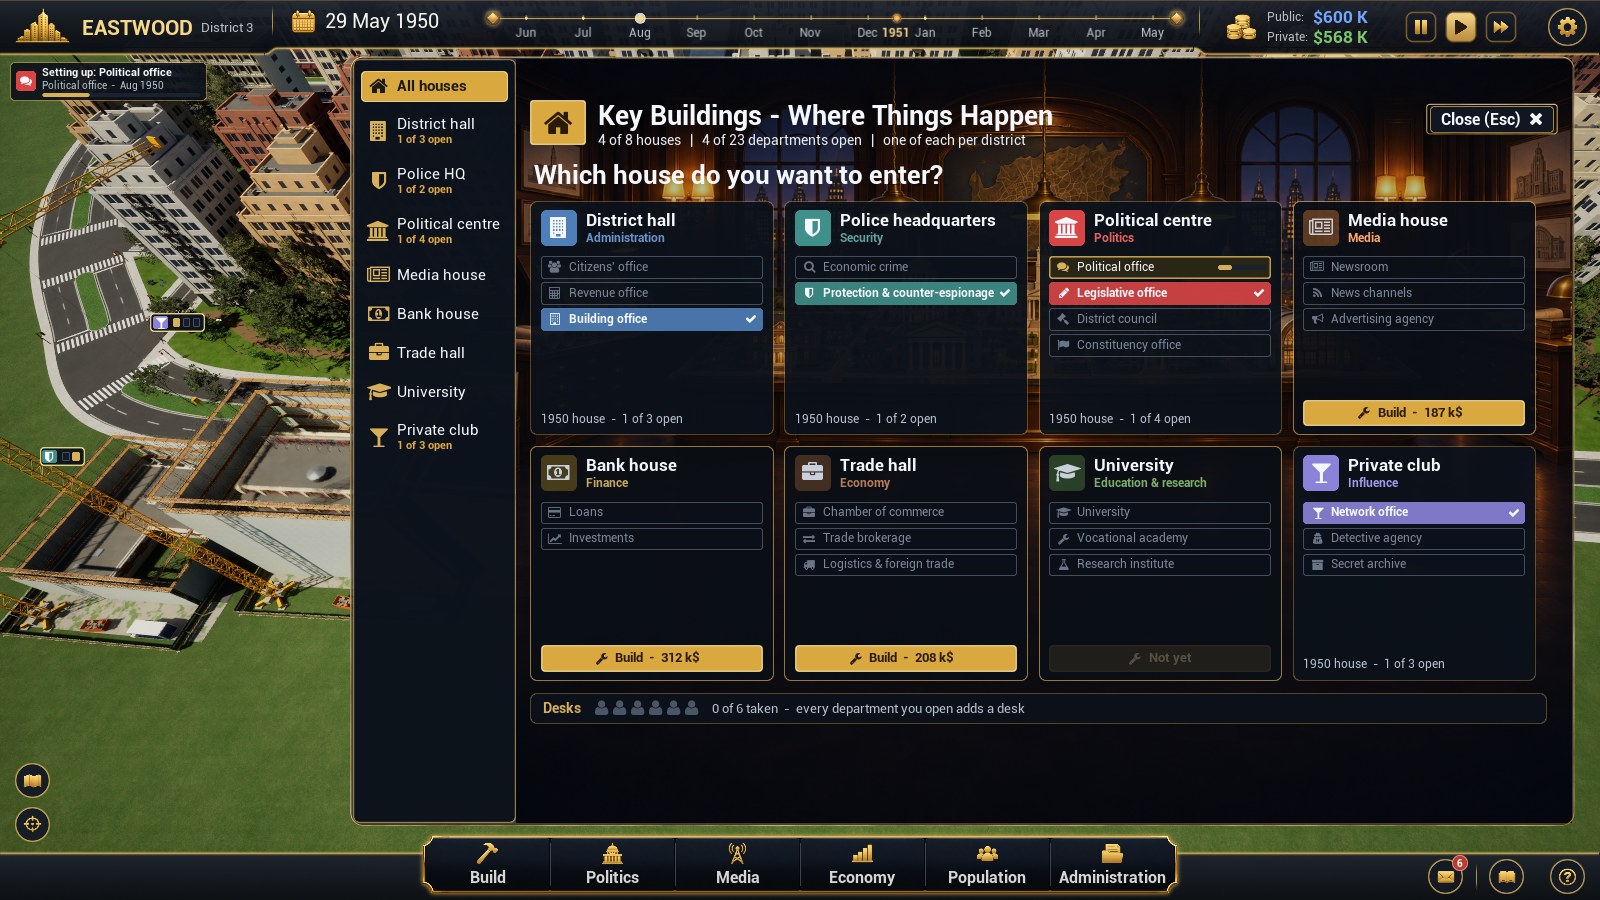 EASTWOOD District 3
29 May 1950
Jun Jul Aug Sep Oct Nov Dec 1951 Jan Feb Mar Apr May
Public: $600 K
Private: $568 K
Setting up: Political office
Political office - Aug 1950
All houses
District hall
1 of 3 open
Police HQ
1 of 2 open
Political centre
1 of 4 open
Media house
Bank house
Trade hall
University
Private club
1 of 3 open
Key Buildings - Where Things Happen
4 of 8 houses | 4 of 23 departments open | one of each per district
Close (Esc)
Which house do you want to enter?
District hall
Administration
Citizens' office
Revenue office
Building office
1950 house - 1 of 3 open
Police headquarters
Security
Economic crime
Protection & counter-espionage
1950 house - 1 of 2 open
Political centre
Politics
Political office
Legislative office
District council
Constituency office
1950 house - 1 of 4 open
Media house
Media
Newsroom
News channels
Advertising agency
Build - 187 k$
Bank house
Finance
Loans
Investments
Build - 312 k$
Trade hall
Economy
Chamber of commerce
Trade brokerage
Logistics & foreign trade
Build - 208 k$
University
Education & research
University
Vocational academy
Research institute
Not yet
Private club
Influence
Network office
Detective agency
Secret archive
1950 house - 1 of 3 open
Desks 0 of 6 taken - every department you open adds a desk
Build
Politics
Media
Economy
Population
Administration
6